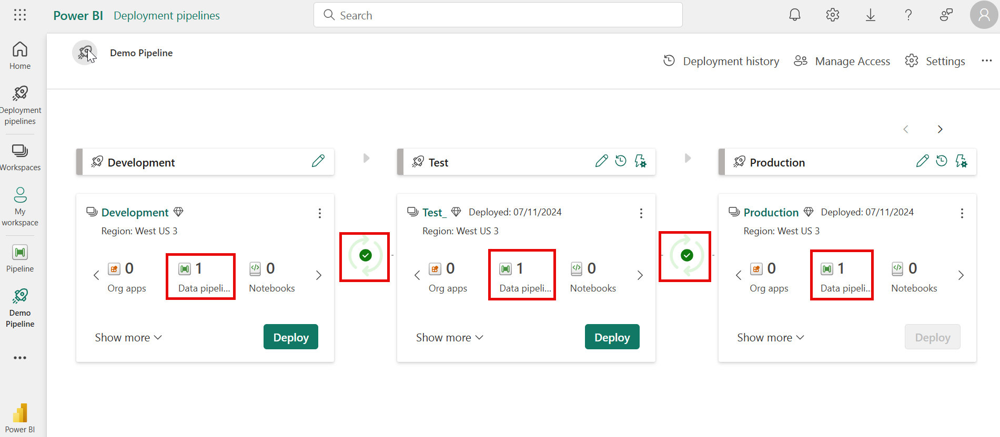 Power BI Deployment pipelines
Search
Home
Deployment
pipelines
Workspaces
My
workspace
Pipeline
Demo
Pipeline
Power BI
Demo Pipeline
Deployment history
Manage Access
Settings
Development
Test
Production
Development
Region: West US 3
0
Org apps
1
Data pipeli...
0
Notebooks
Show more
Deploy
Test_ Deployed: 07/11/2024
Region: West US 3
0
Org apps
1
Data pipeli...
0
Notebooks
Show more
Deploy
Production Deployed: 07/11/2024
Region: West US 3
0
Org apps
1
Data pipeli...
0
Notebooks
Show more
Deploy